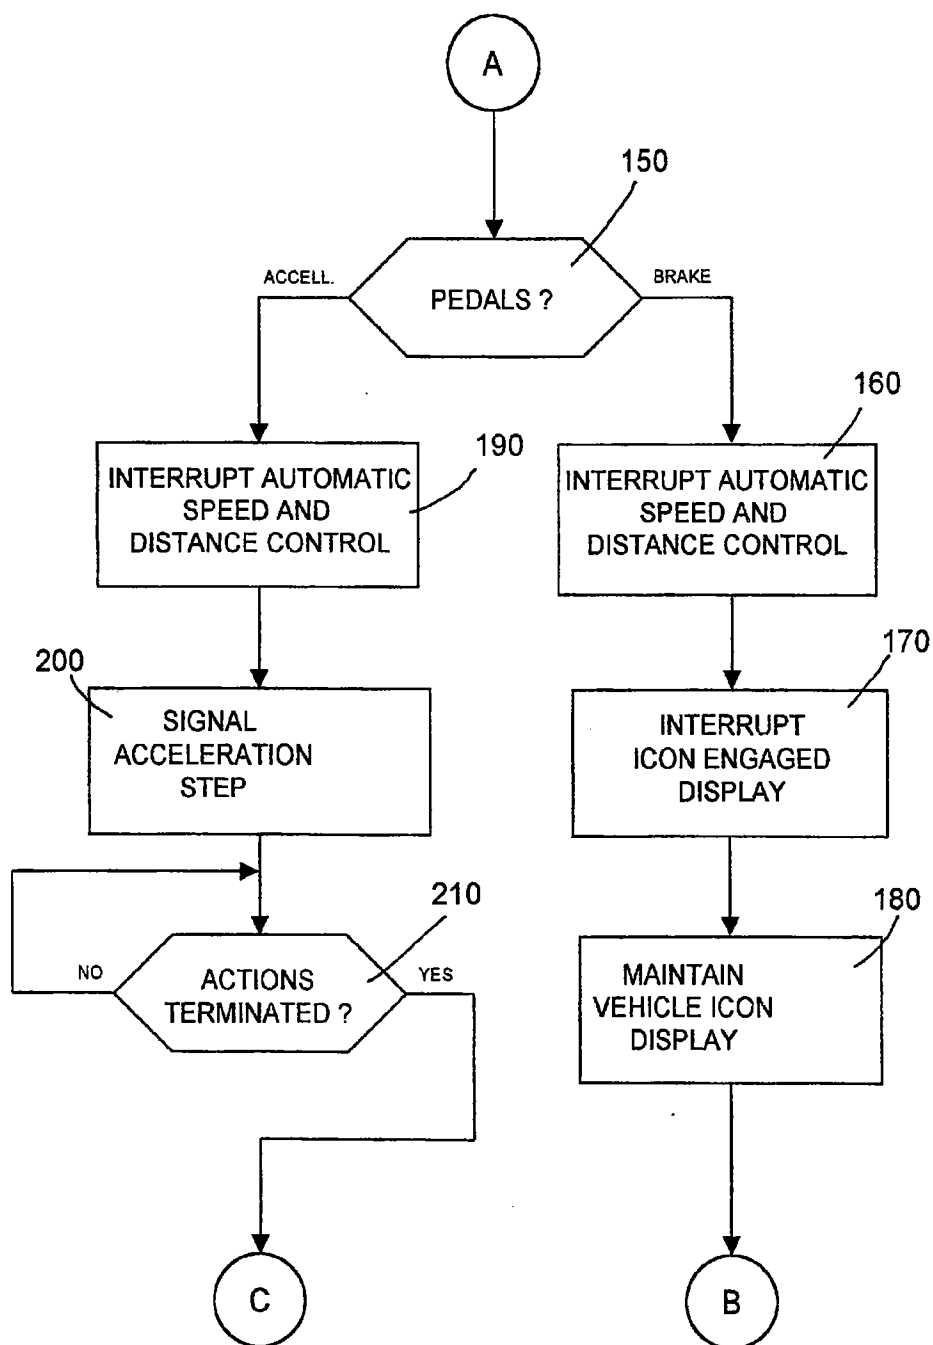 A
150
ACCELL.
BRAKE
PEDALS ?
160
190
INTERRUPT AUTOMATIC
SPEED AND
DISTANCE CONTROL
INTERRUPT AUTOMATIC
SPEED AND
DISTANCE CONTROL
200
170
SIGNAL
ACCELERATION
STEP
INTERRUPT
ICON ENGAGED
DISPLAY
210
180
NO
ACTIONS
TERMINATED ?
YES
MAINTAIN
VEHICLE ICON
DISPLAY
C
B